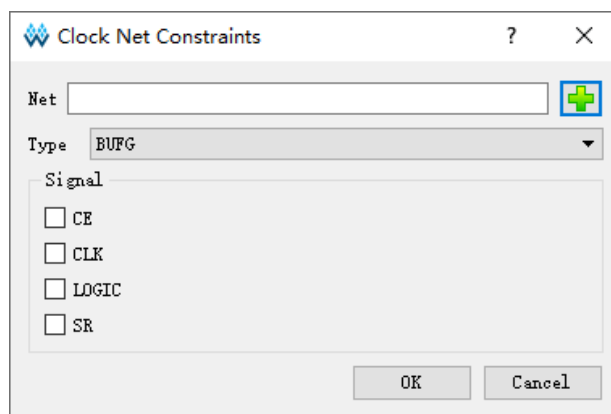 Clock Net Constraints ?
Net
Type BUFG
Signal
CE
CLK
LOGIC
SR
OK Cancel